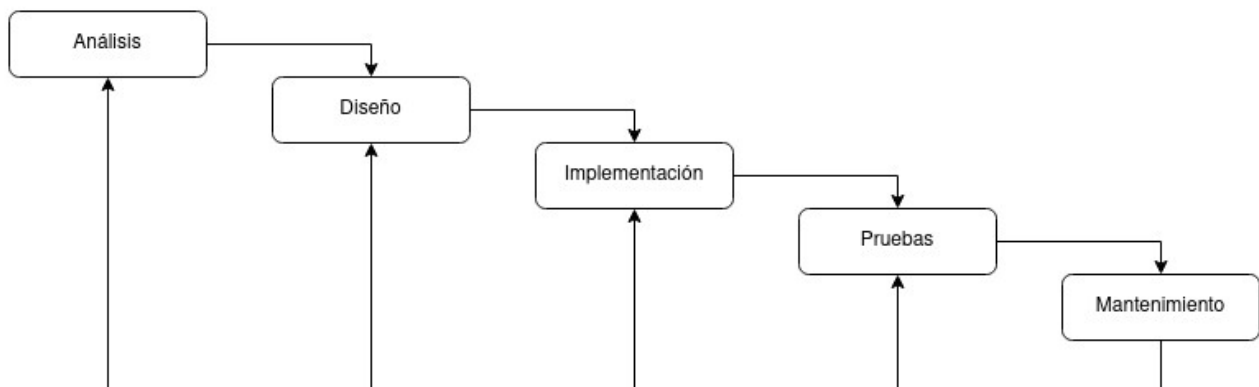 Análisis
Diseño
Implementación
Pruebas
Mantenimiento